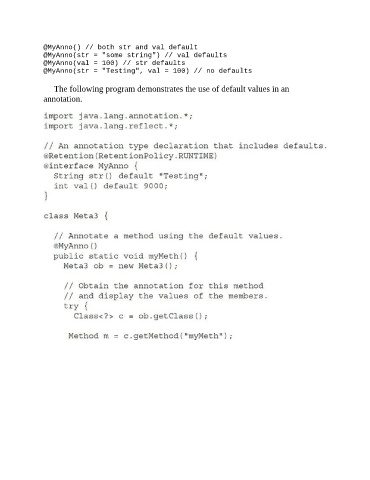 @MyAnno() // both str and val default
@MyAnno(str = "some string") // val defaults
@MyAnno(val = 100) // str defaults
@MyAnno(str = "Testing", val = 100) // no defaults
The following program demonstrates the use of default values in an
annotation.
import java.lang.annotation.*;
import java.lang.reflect.*;
// An annotation type declaration that includes defaults.
@Retention(RetentionPolicy.RUNTIME)
@interface MyAnno {
String str() default "Testing";
int val() default 9000;
}
class Meta3 {
// Annotate a method using the default values.
@MyAnno()
public static void myMeth() {
Meta3 ob = new Meta3();
// Obtain the annotation for this method
// and display the values of the members.
try {
Class<?> c = ob.getClass();
Method m = c.getMethod("myMeth");